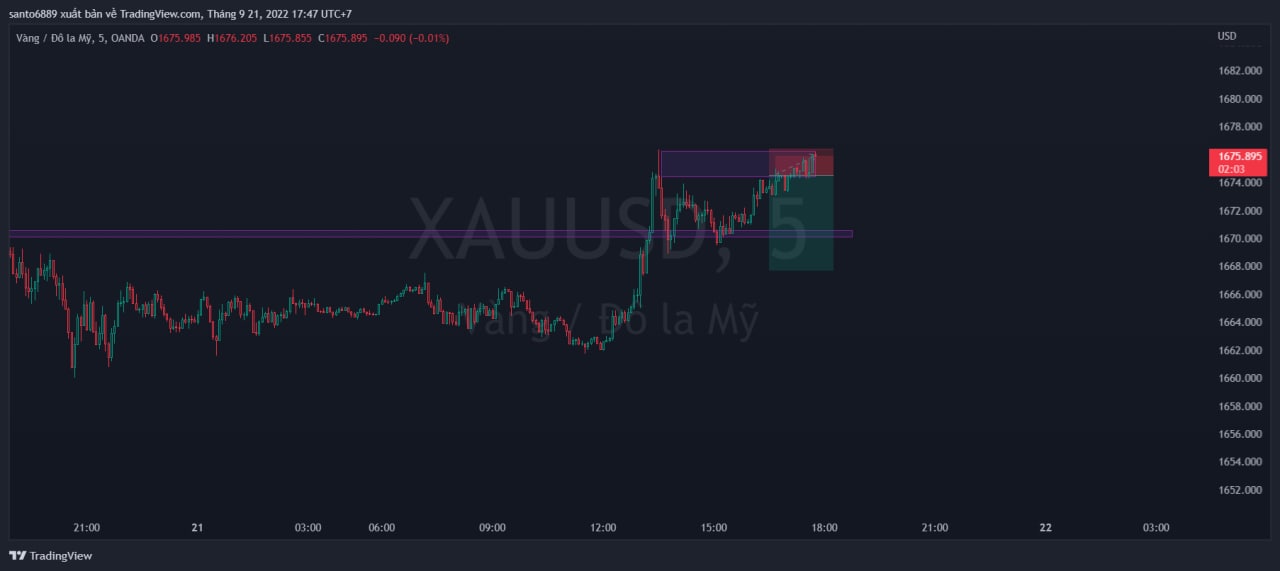 santo6889 xuất bản về TradingView.com, Tháng 9 21, 2022 17:47 UTC+7
Vàng / Đô la Mỹ, 5, OANDA O1675.985 H1676.205 L1675.855 C1675.895 −0.090 (−0.01%)
USD
1682.000
1680.000
1678.000
1675.895
02:03
1674.000
1672.000
1670.000
1668.000
1666.000
1664.000
1662.000
1660.000
1658.000
1656.000
1654.000
1652.000
XAUUSD, 5
Vàng / Đô la Mỹ
21:00 21 03:00 06:00 09:00 12:00 15:00 18:00 21:00 22 03:00
TradingView